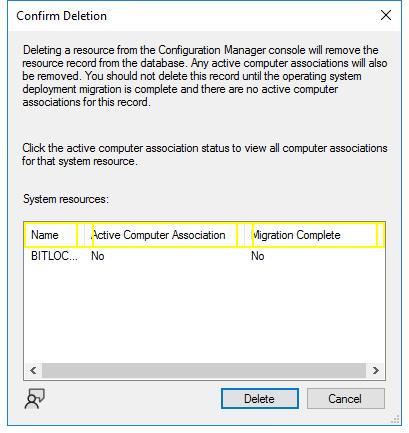 Confirm Deletion
Deleting a resource from the Configuration Manager console will remove the
resource record from the database. Any active computer associations will also
be removed. You should not delete this record until the operating system
deployment migration is complete and there are no active computer
associations for this record.
Click the active computer association status to view all computer associations
for that system resource.
System resources:
Name Active Computer Association Migration Complete
BITLOC... No No
Delete Cancel